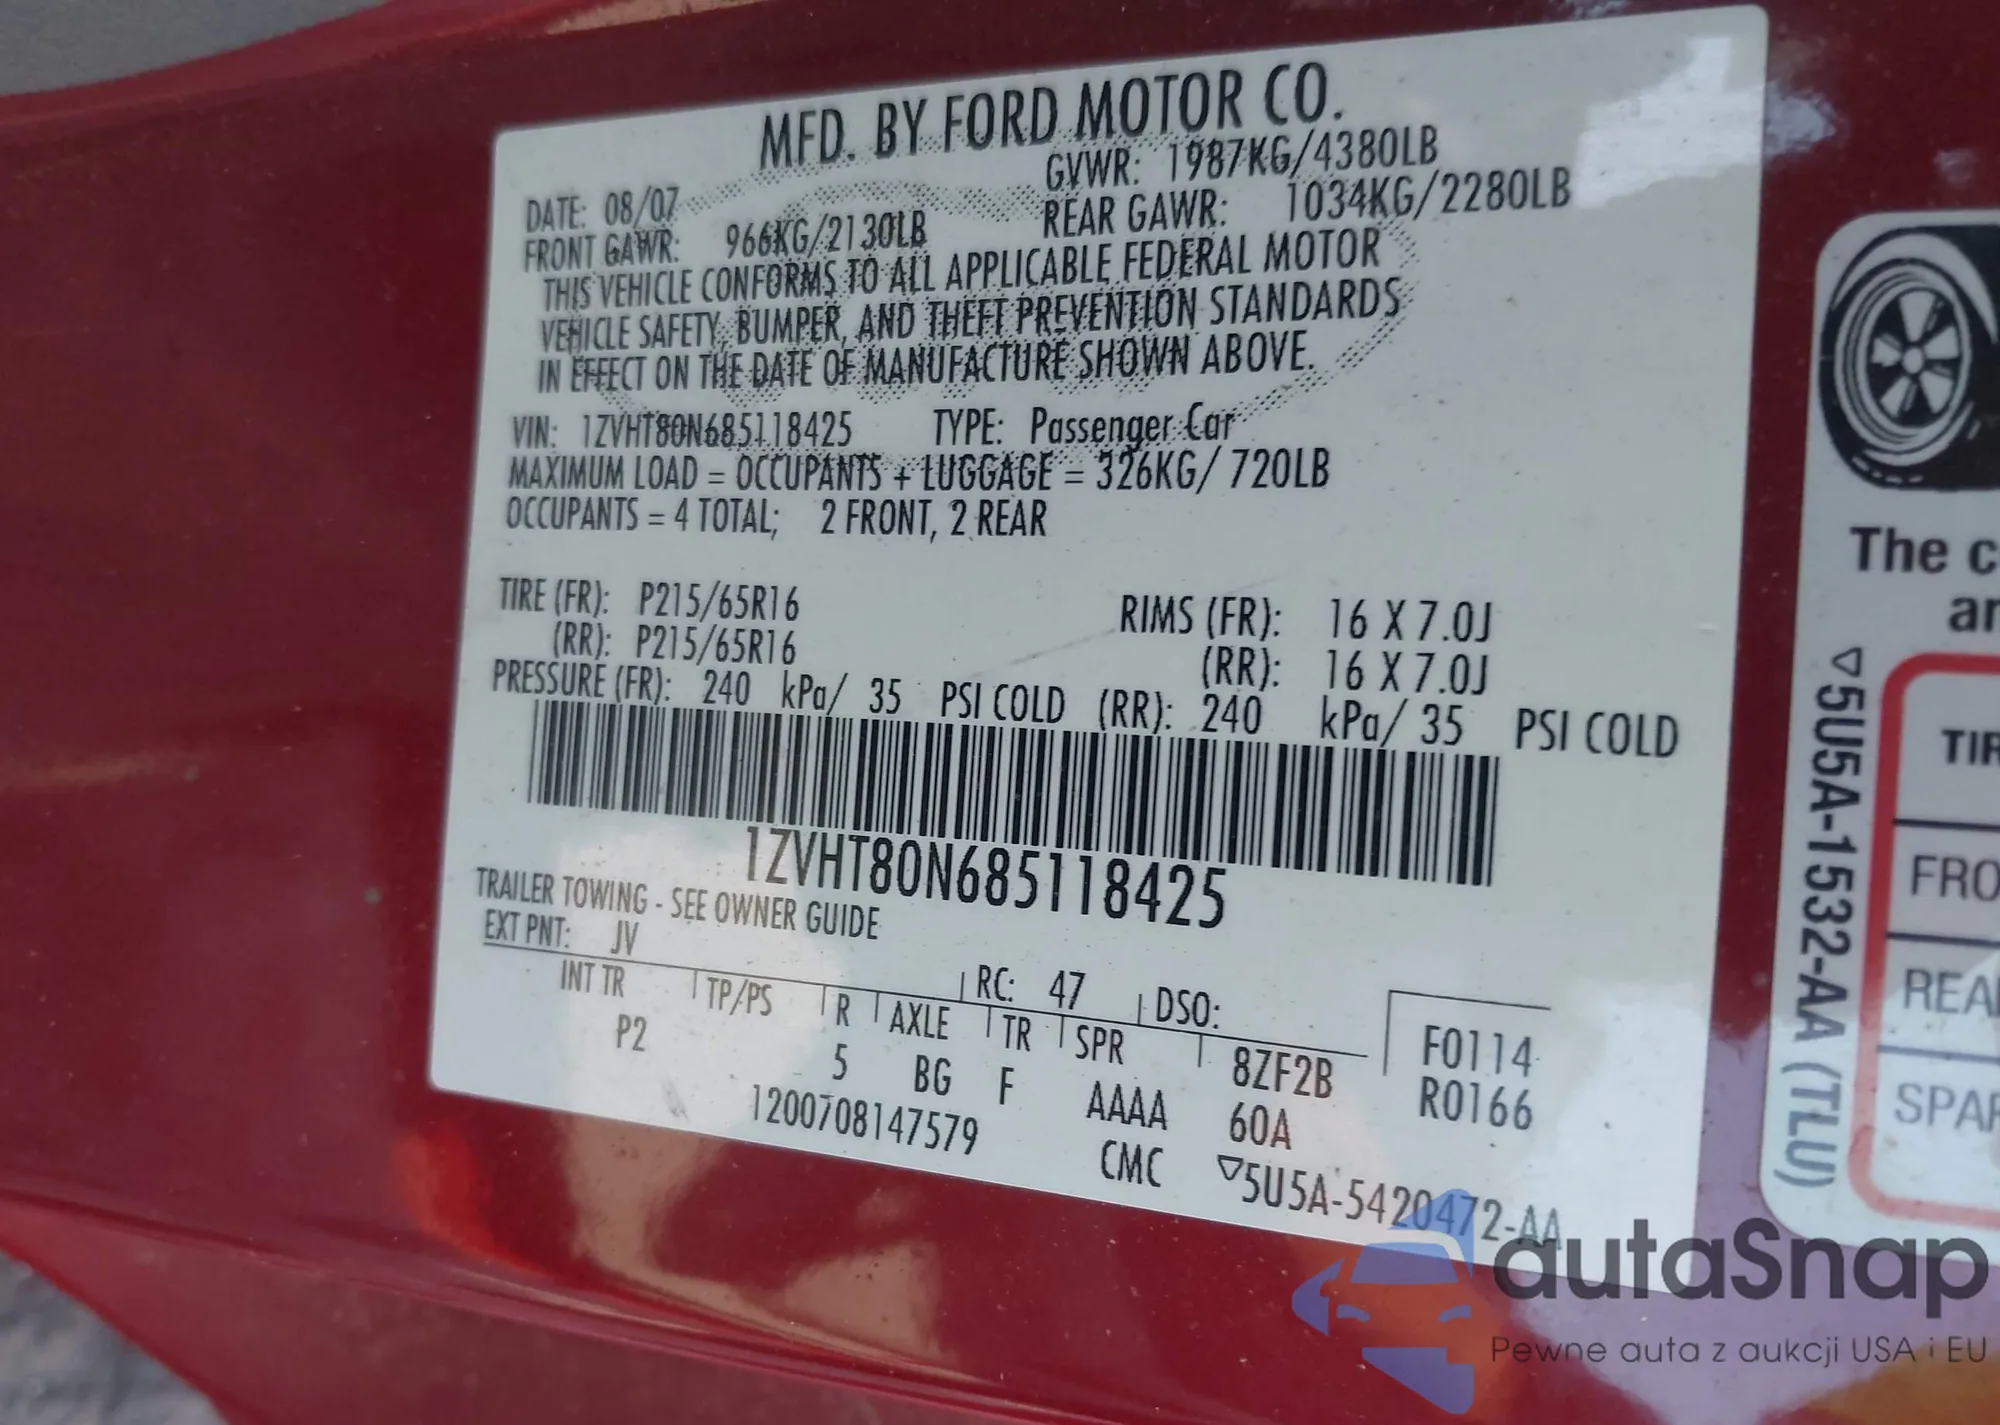 MFD. BY FORD MOTOR CO.
DATE: 08/07 GVWR: 1987KG/4380LB
FRONT GAWR: 966KG/2130LB REAR GAWR: 1034KG/2280LB
THIS VEHICLE CONFORMS TO ALL APPLICABLE FEDERAL MOTOR
VEHICLE SAFETY, BUMPER, AND THEFT PREVENTION STANDARDS
IN EFFECT ON THE DATE OF MANUFACTURE SHOWN ABOVE.
VIN: 1ZVHT80N685118425 TYPE: Passenger Car
MAXIMUM LOAD = OCCUPANTS + LUGGAGE = 326KG/ 720LB
OCCUPANTS = 4 TOTAL; 2 FRONT, 2 REAR
TIRE (FR): P215/65R16 RIMS (FR): 16 X 7.0J
(RR): P215/65R16 (RR): 16 X 7.0J
PRESSURE (FR): 240 kPa/ 35 PSI COLD (RR): 240 kPa/ 35 PSI COLD
1ZVHT80N685118425
TRAILER TOWING - SEE OWNER GUIDE
EXT PNT: JV RC: 47 DSO:
INT TR TP/PS R AXLE TR SPR 8ZF2B F0114
P2 5 BG F AAAA 60A R0166
1200708147579 CMC ▽5U5A-5420472-AA
The c
an
▽5U5A-1532-AA (TLU)
TIR
FRO
REA
SPAR
autaSnap
Pewne auta z aukcji USA i EU